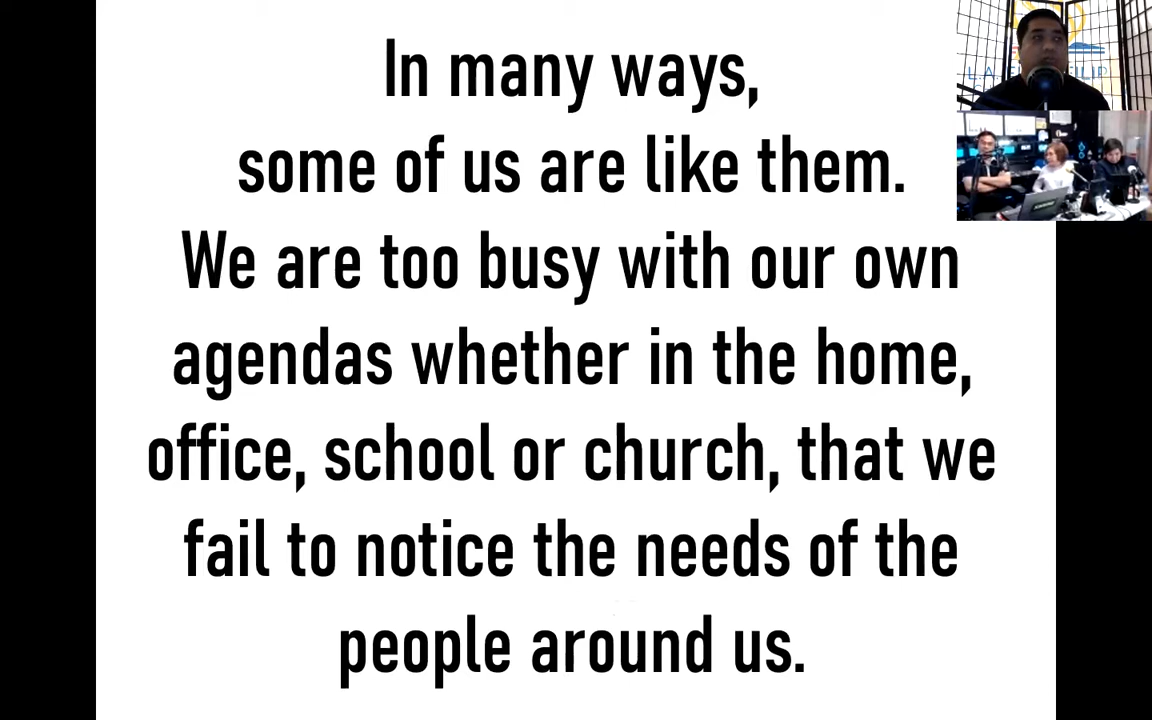 In many ways,
some of us are like them.
We are too busy with our own
agendas whether in the home,
office, school or church, that we
fail to notice the needs of the
people around us.